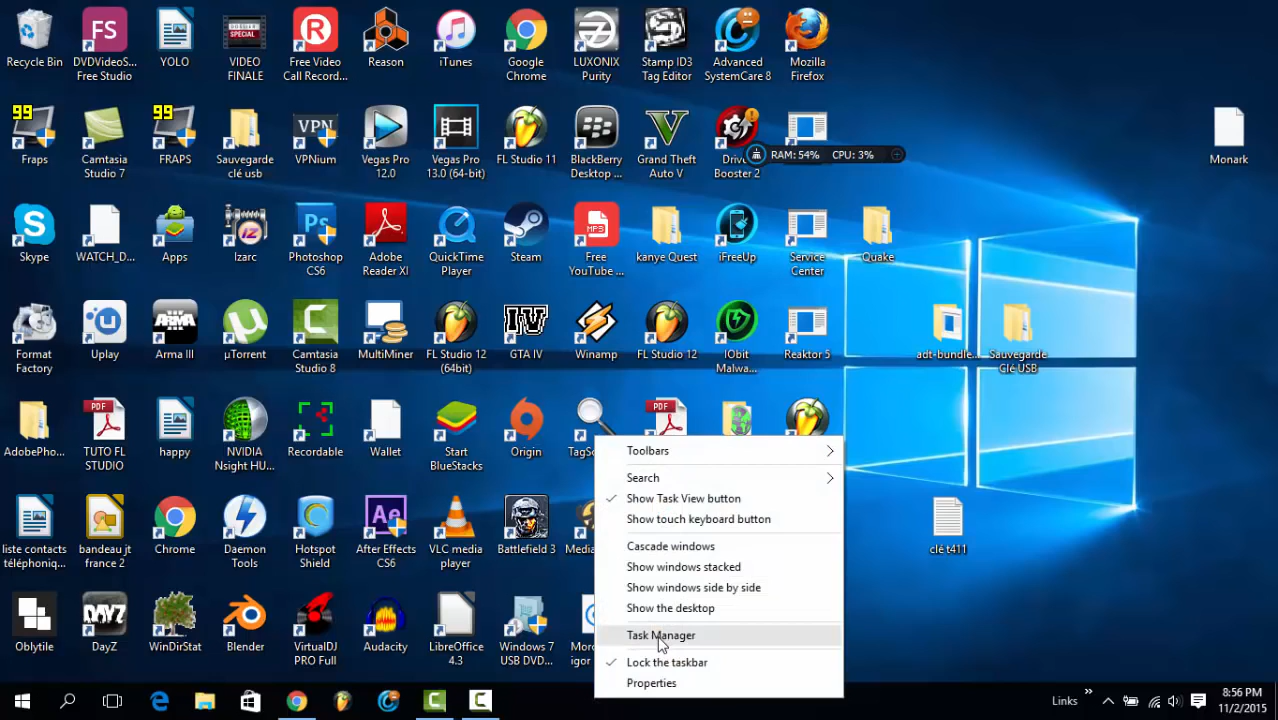 Recycle Bin
DVDVideoS...
Free Studio
YOLO
VIDEO
FINALE
Free Video
Call Record...
Reason
iTunes
Google
Chrome
LUXONIX
Purity
Stamp ID3
Tag Editor
Advanced
SystemCare 8
Mozilla
Firefox
Fraps
Camtasia
Studio 7
FRAPS
Sauvegarde
clé usb
VPNium
Vegas Pro
12.0
Vegas Pro
13.0 (64-bit)
FL Studio 11
BlackBerry
Desktop ...
Grand Theft
Auto V
Booster 2
RAM: 54% CPU: 3%
Monark
Skype
WATCH_D...
Apps
Izarc
Photoshop
CS6
Adobe
Reader XI
QuickTime
Player
Steam
Free
YouTube ...
kanye Quest
iFreeUp
Service
Center
Quake
Format
Factory
Uplay
Arma III
µTorrent
Camtasia
Studio 8
MultiMiner
FL Studio 12
(64bit)
GTA IV
Winamp
FL Studio 12
IObit
Malwa...
Reaktor 5
adt-bundle...
Sauvegarde
Clé USB
AdobePho...
TUTO FL
STUDIO
happy
NVIDIA
Nsight HU...
Recordable
Wallet
Start
BlueStacks
Origin
liste contacts
téléphoniq...
bandeau jt
france 2
Chrome
Daemon
Tools
Hotspot
Shield
After Effects
CS6
VLC media
player
Battlefield 3
clé t411
Oblytile
DayZ
WinDirStat
Blender
VirtualDJ
PRO Full
Audacity
LibreOffice
4.3
Windows 7
USB DVD...
igor
Toolbars
Search
Show Task View button
Show touch keyboard button
Cascade windows
Show windows stacked
Show windows side by side
Show the desktop
Task Manager
Lock the taskbar
Properties
Links
8:56 PM
11/2/2015